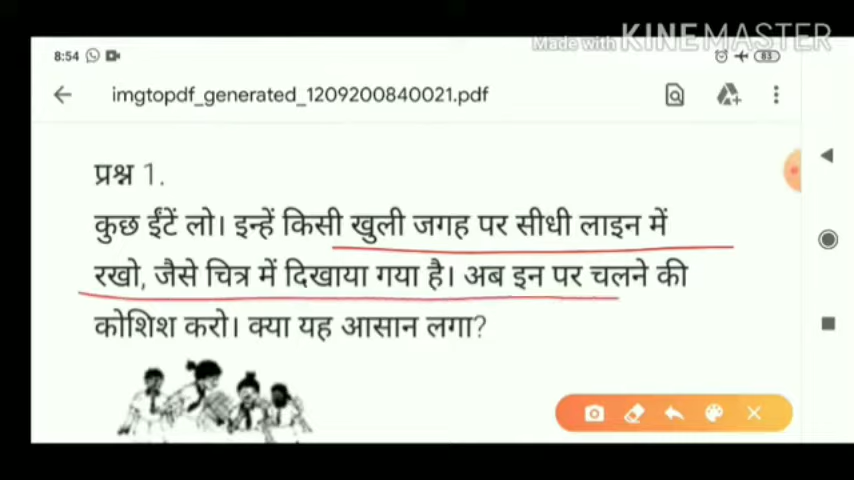 Made with KINEMASTER
8:54 83
imgtopdf_generated_1209200840021.pdf
प्रश्न 1.
कुछ ईंटें लो। इन्हें किसी खुली जगह पर सीधी लाइन में
रखो, जैसे चित्र में दिखाया गया है। अब इन पर चलने की
कोशिश करो। क्या यह आसान लगा?